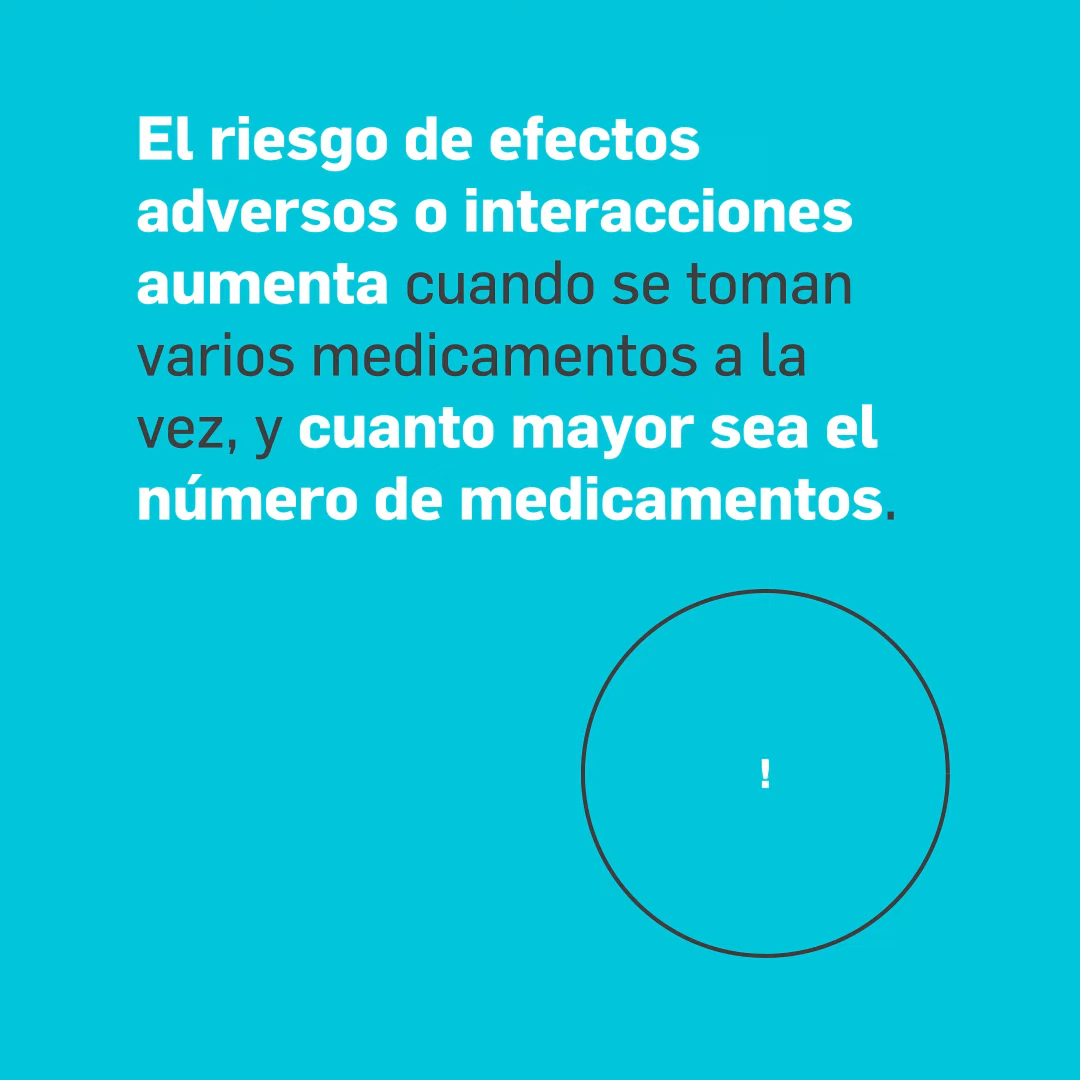 El riesgo de efectos
adversos o interacciones
aumenta cuando se toman
varios medicamentos a la
vez, y cuanto mayor sea el
número de medicamentos.
!